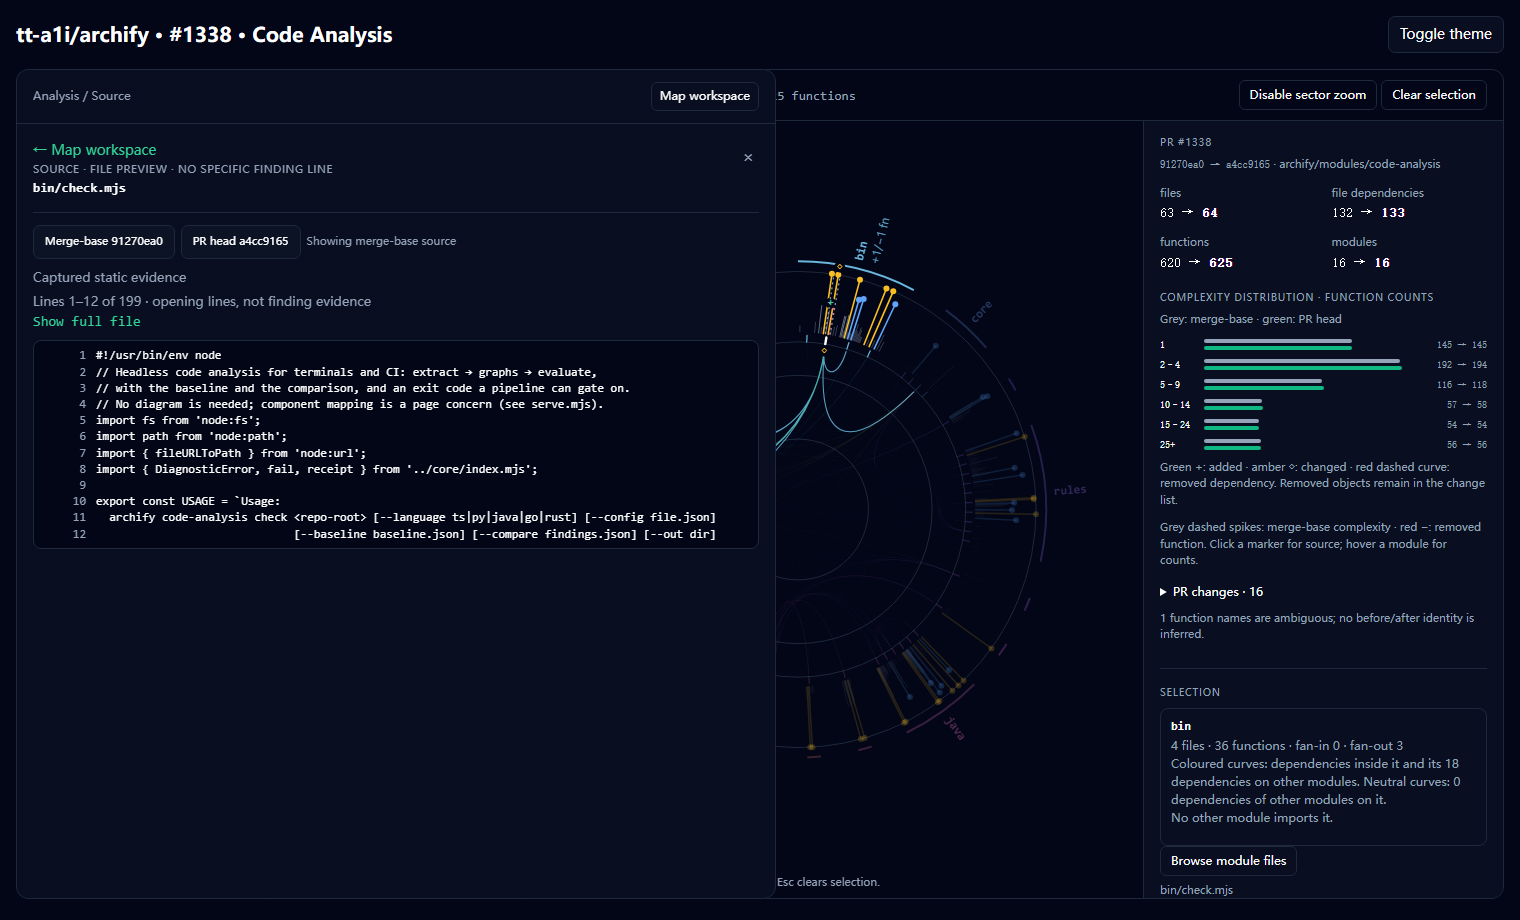 tt-a1i/archify • #1338 • Code Analysis
Toggle theme
Analysis / Source
Map workspace
5 functions
Disable sector zoom
Clear selection
← Map workspace
SOURCE · FILE PREVIEW · NO SPECIFIC FINDING LINE
×
bin/check.mjs
Merge-base 91270ea0
PR head a4cc9165
Showing merge-base source
Captured static evidence
Lines 1–12 of 199 · opening lines, not finding evidence
Show full file
1 #!/usr/bin/env node
2 // Headless code analysis for terminals and CI: extract → graphs → evaluate,
3 // with the baseline and the comparison, and an exit code a pipeline can gate on.
4 // No diagram is needed; component mapping is a page concern (see serve.mjs).
5 import fs from 'node:fs';
6 import path from 'node:path';
7 import { fileURLToPath } from 'node:url';
8 import { DiagnosticError, fail, receipt } from '../core/index.mjs';
9
10 export const USAGE = `Usage:
11 archify code-analysis check <repo-root> [--language ts|py|java|go|rust] [--config file.json]
12 [--baseline baseline.json] [--compare findings.json] [--out dir]
bin
+1/−1 fn
core
rules
java
Esc clears selection.
PR #1338
91270ea0 → a4cc9165 · archify/modules/code-analysis
files
63 → 64
file dependencies
132 → 133
functions
620 → 625
modules
16 → 16
COMPLEXITY DISTRIBUTION · FUNCTION COUNTS
Grey: merge-base · green: PR head
1 145 → 145
2–4 192 → 194
5–9 116 → 118
10–14 57 → 58
15–24 54 → 54
25+ 56 → 56
Green +: added · amber ◇: changed · red dashed curve:
removed dependency. Removed objects remain in the change
list.
Grey dashed spikes: merge-base complexity · red −: removed
function. Click a marker for source; hover a module for
counts.
▶ PR changes · 16
1 function names are ambiguous; no before/after identity is
inferred.
SELECTION
bin
4 files · 36 functions · fan-in 0 · fan-out 3
Coloured curves: dependencies inside it and its 18
dependencies on other modules. Neutral curves: 0
dependencies of other modules on it.
No other module imports it.
Browse module files
bin/check.mjs